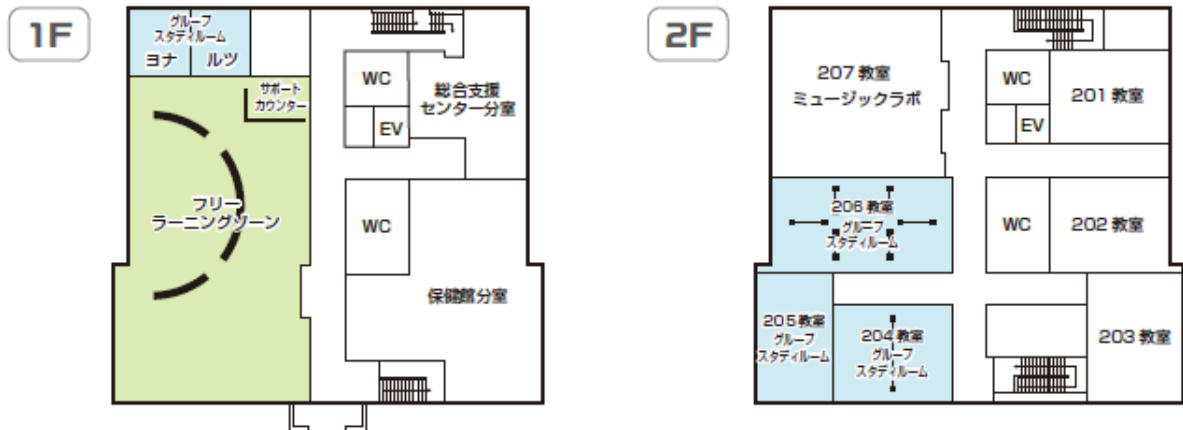 1F
グループ
スタディルーム
ヨナ
ルツ
サポート
カウンター
フリー
ラーニングゾーン
WC
EV
総合支援
センター分室
WC
保健館分室
2F
207 教室
ミュージックラボ
WC
EV
201 教室
206 教室
グループ
スタディルーム
WC
202 教室
205 教室
グループ
スタディルーム
204 教室
グループ
スタディルーム
203 教室